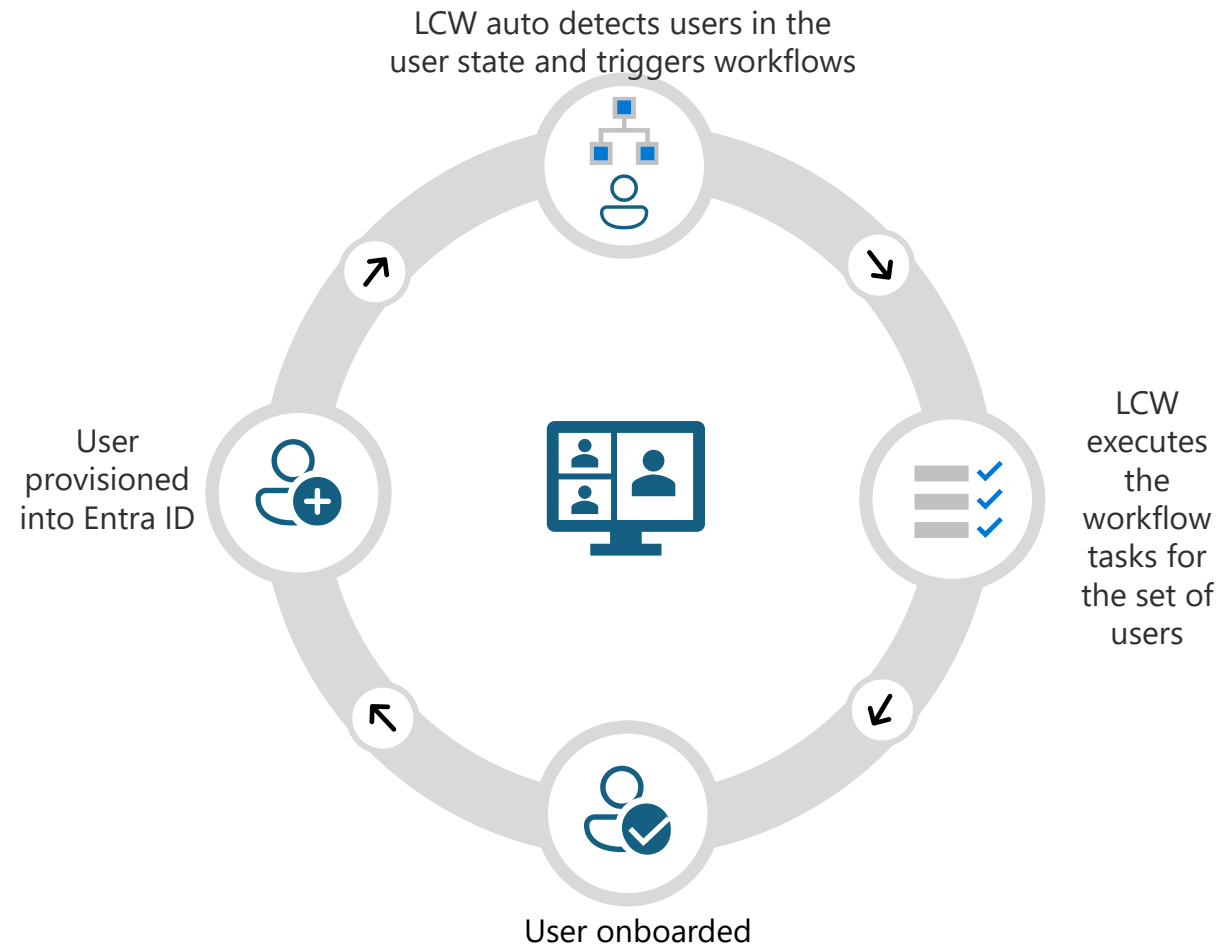 LCW auto detects users in the
user state and triggers workflows
User
provisioned
into Entra ID
LCW
executes
the
workflow
tasks for
the set of
users
User onboarded